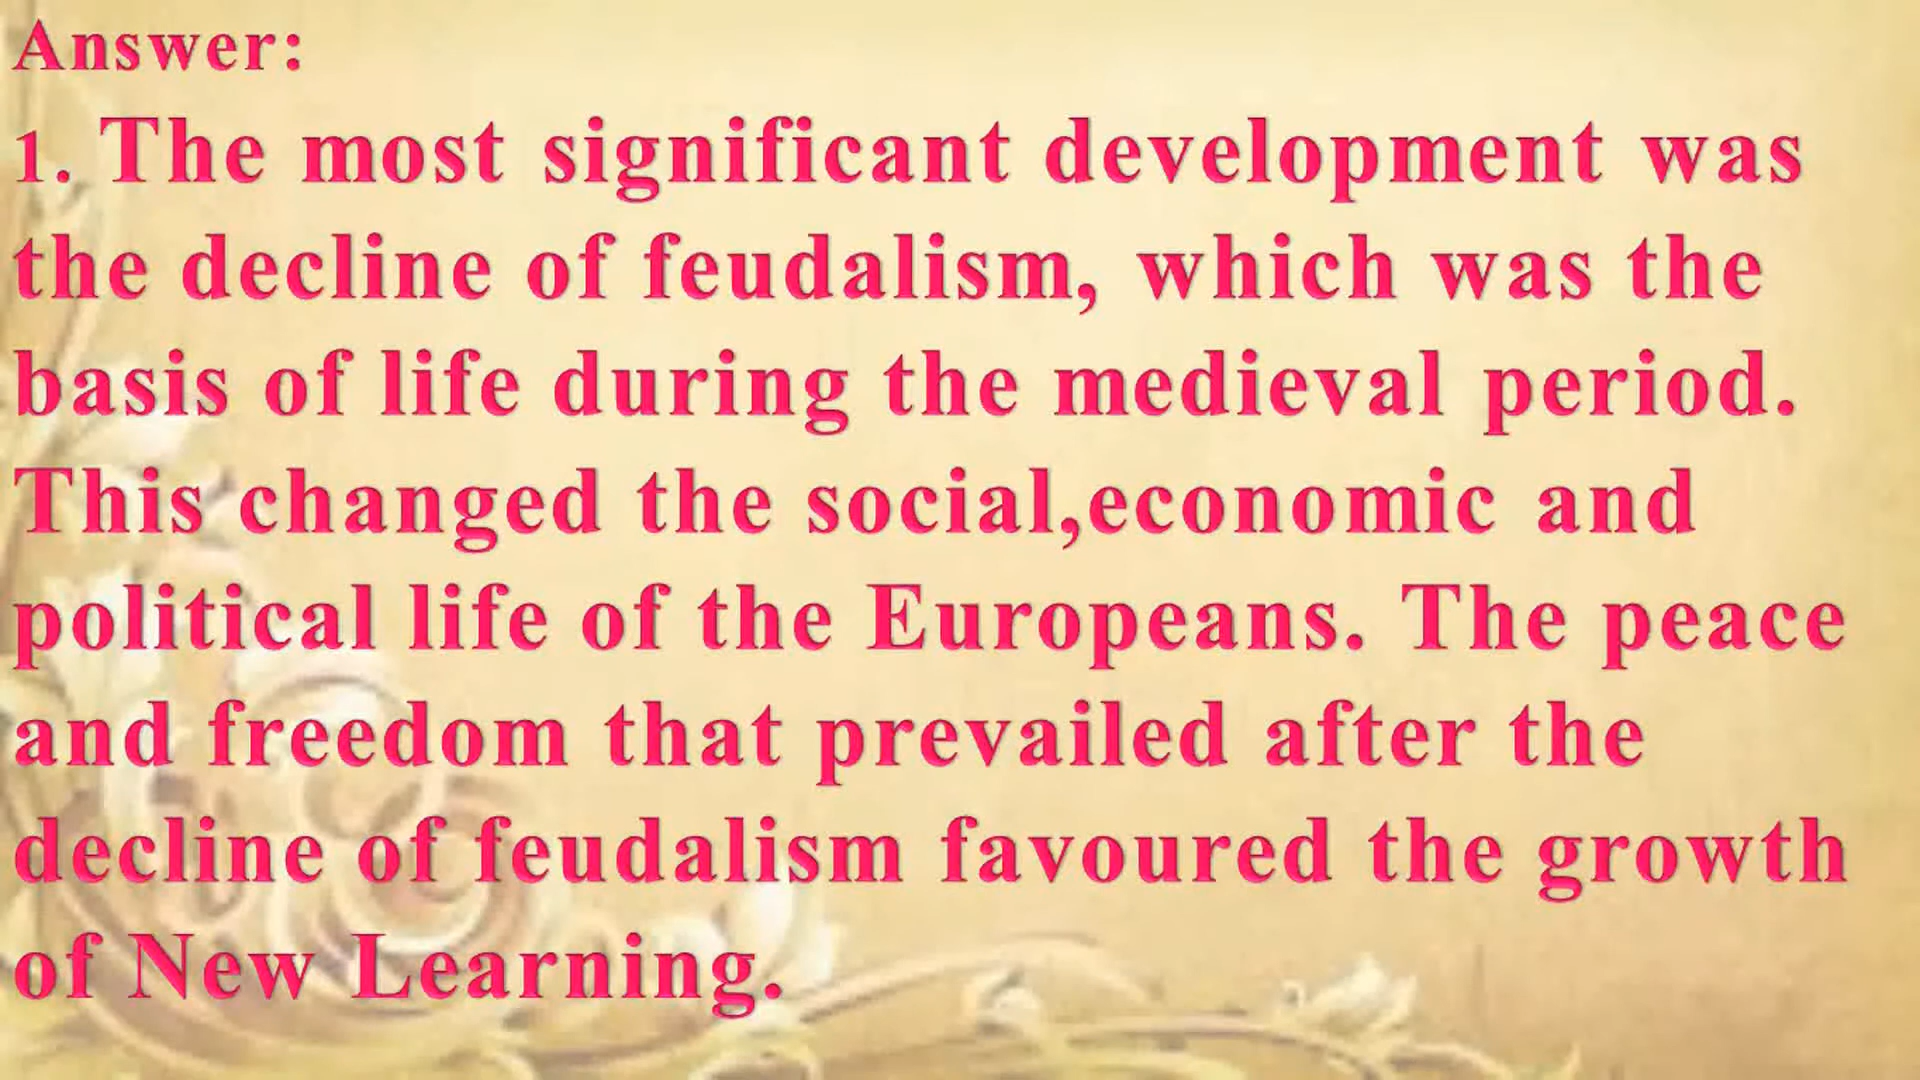 Answer:
1. The most significant development was
the decline of feudalism, which was the
basis of life during the medieval period.
This changed the social,economic and
political life of the Europeans. The peace
and freedom that prevailed after the
decline of feudalism favoured the growth
of New Learning.